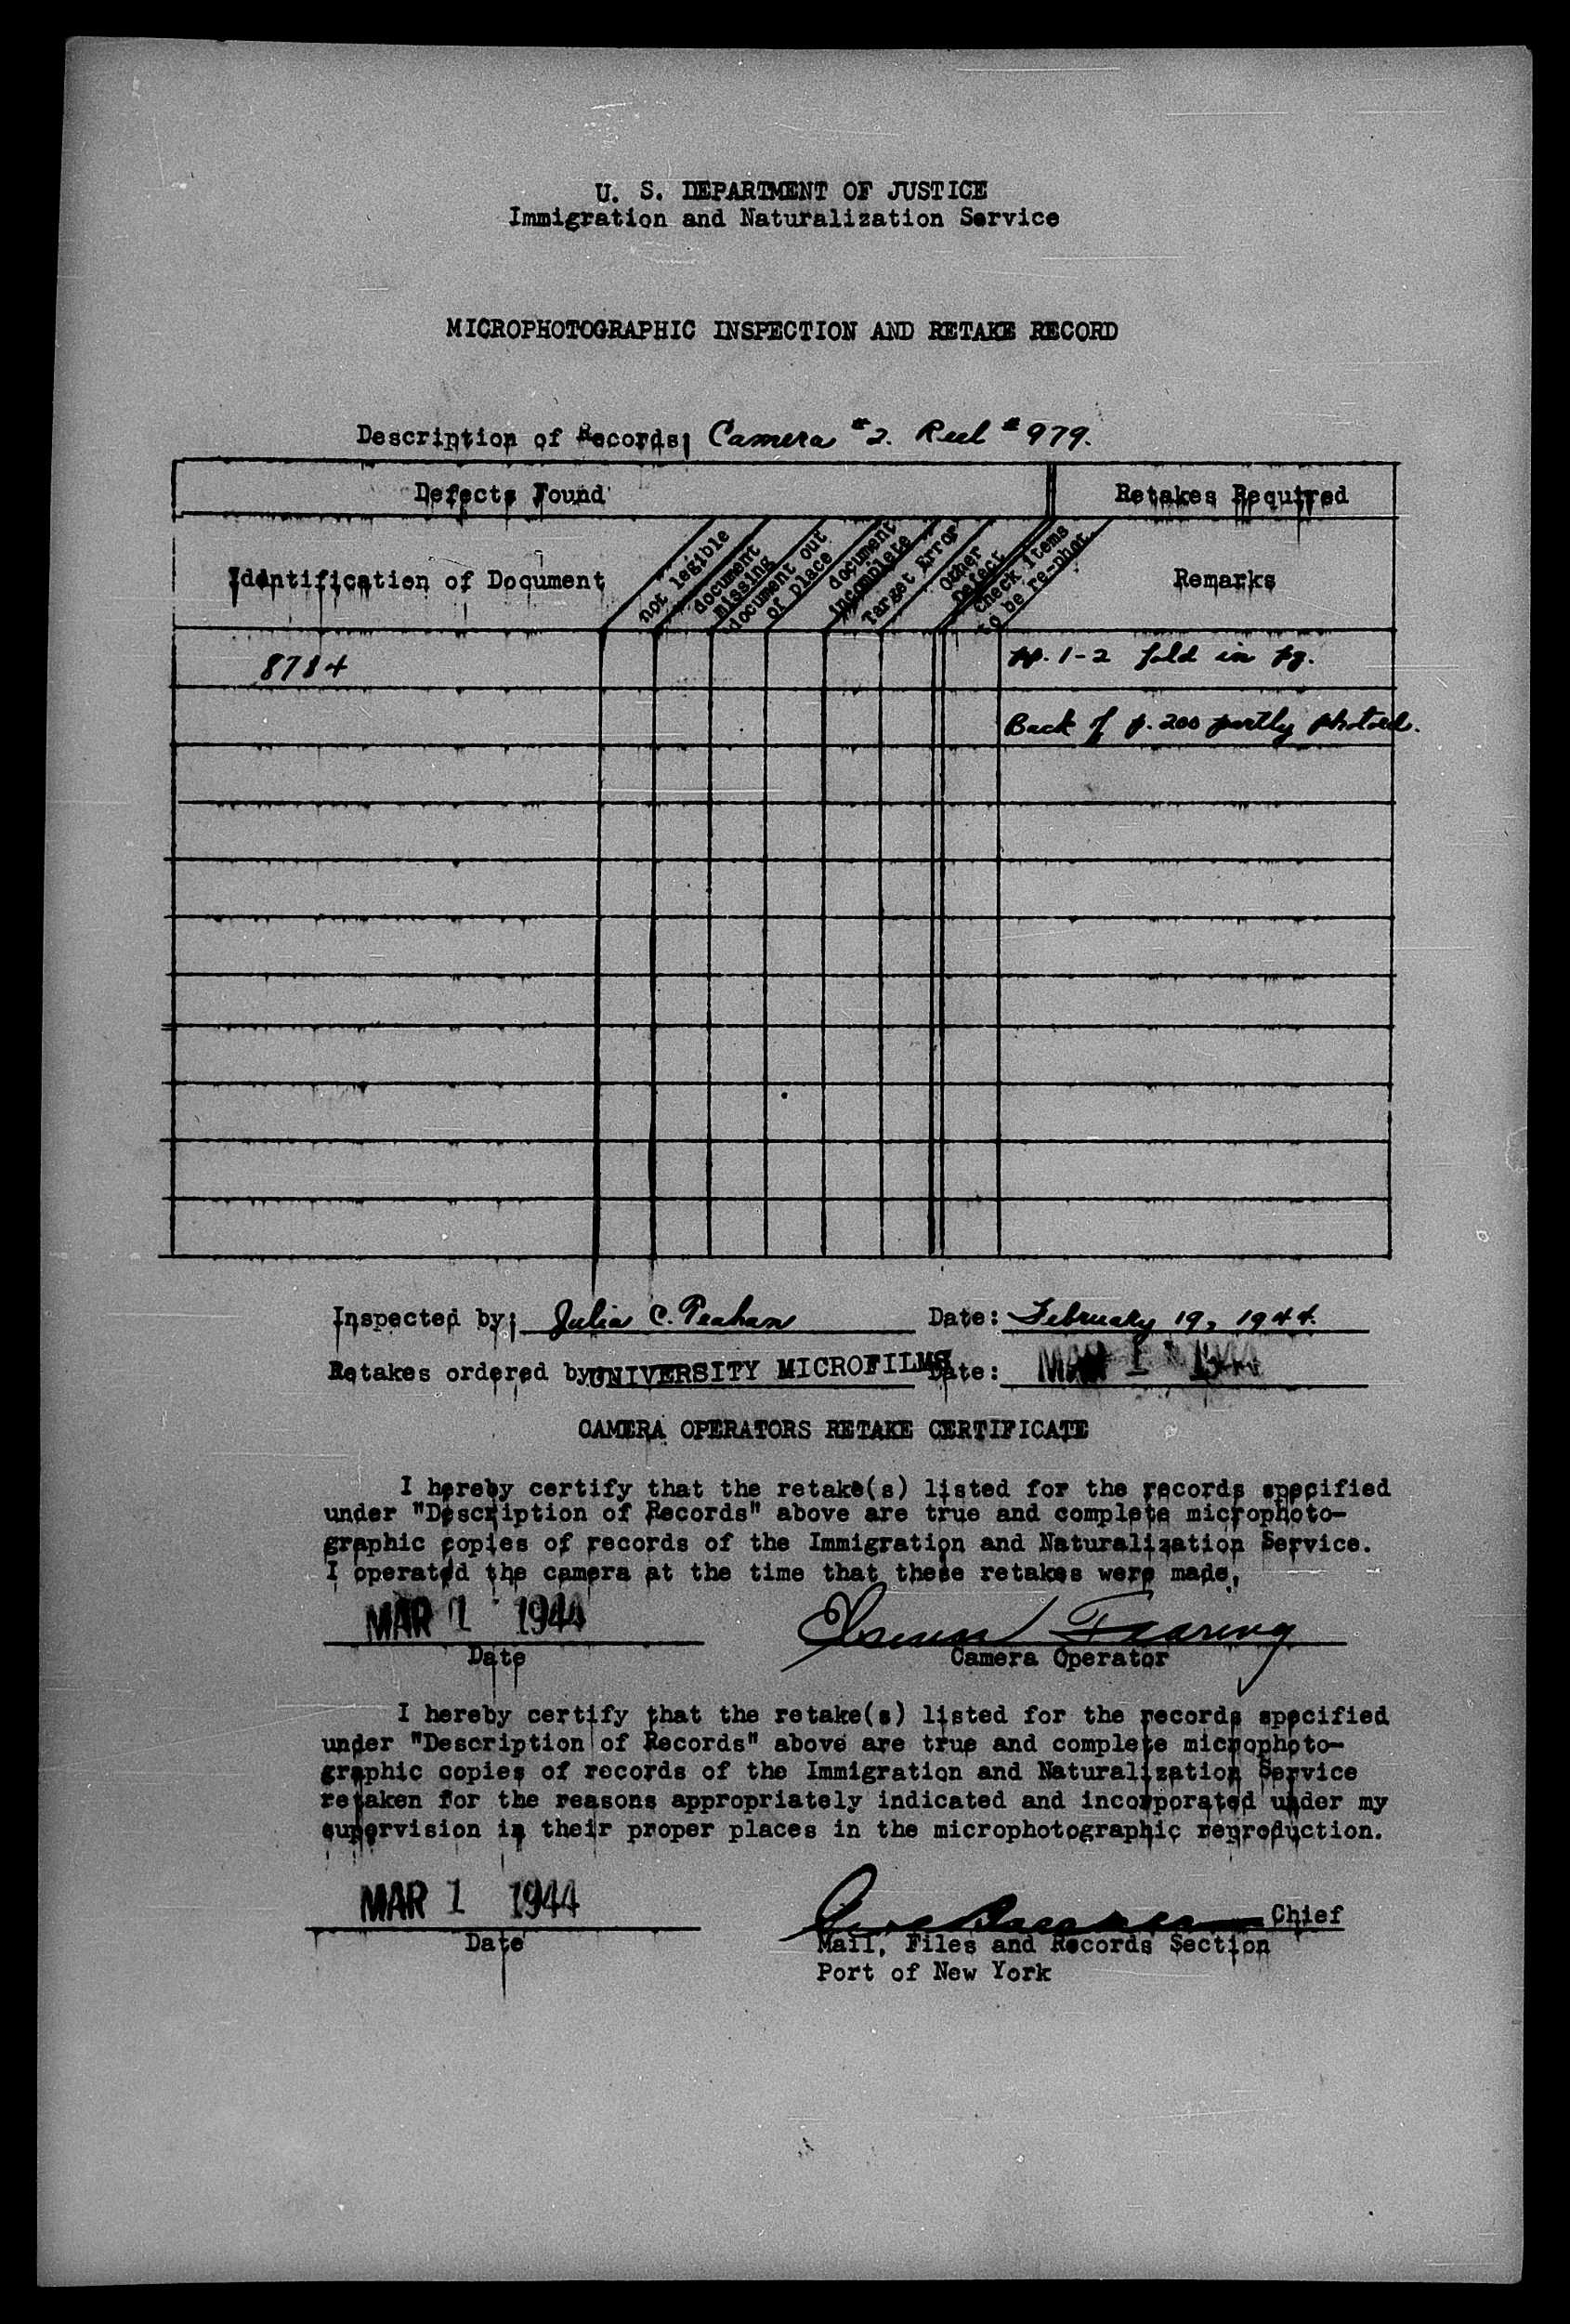 U. S. DEPARTMENT OF JUSTICE
Immigration and Naturalization Service
MICROPHOTOGRAPHIC INSPECTION AND RETAKE RECORD
Description of Records: Camera #2. Reel #979.
Defects Found
Retakes Required
Identification of Document
not legible
document missing
document out of place
document incomplete
Target Error
Other Defect
Check items to be re-phot.
Remarks
8784
pp. 1-2 fold in pg.
Back of p. 200 partly photoed.
Inspected by: Julia C. Date: February 19, 1944.
Retakes ordered by UNIVERSITY MICROFILMS Date: MAR 1 1944
CAMERA OPERATORS RETAKE CERTIFICATE
I hereby certify that the retake(s) listed for the records specified
under "Description of Records" above are true and complete microphoto-
graphic copies of records of the Immigration and Naturalization Service.
I operated the camera at the time that these retakes were made.
MAR 1 1944
Date
Camera Operator
I hereby certify that the retake(s) listed for the records specified
under "Description of Records" above are true and complete microphoto-
graphic copies of records of the Immigration and Naturalization Service
retaken for the reasons appropriately indicated and incorporated under my
supervision in their proper places in the microphotographic reproduction.
MAR 1 1944
Date
Chief
Mail, Files and Records Section
Port of New York